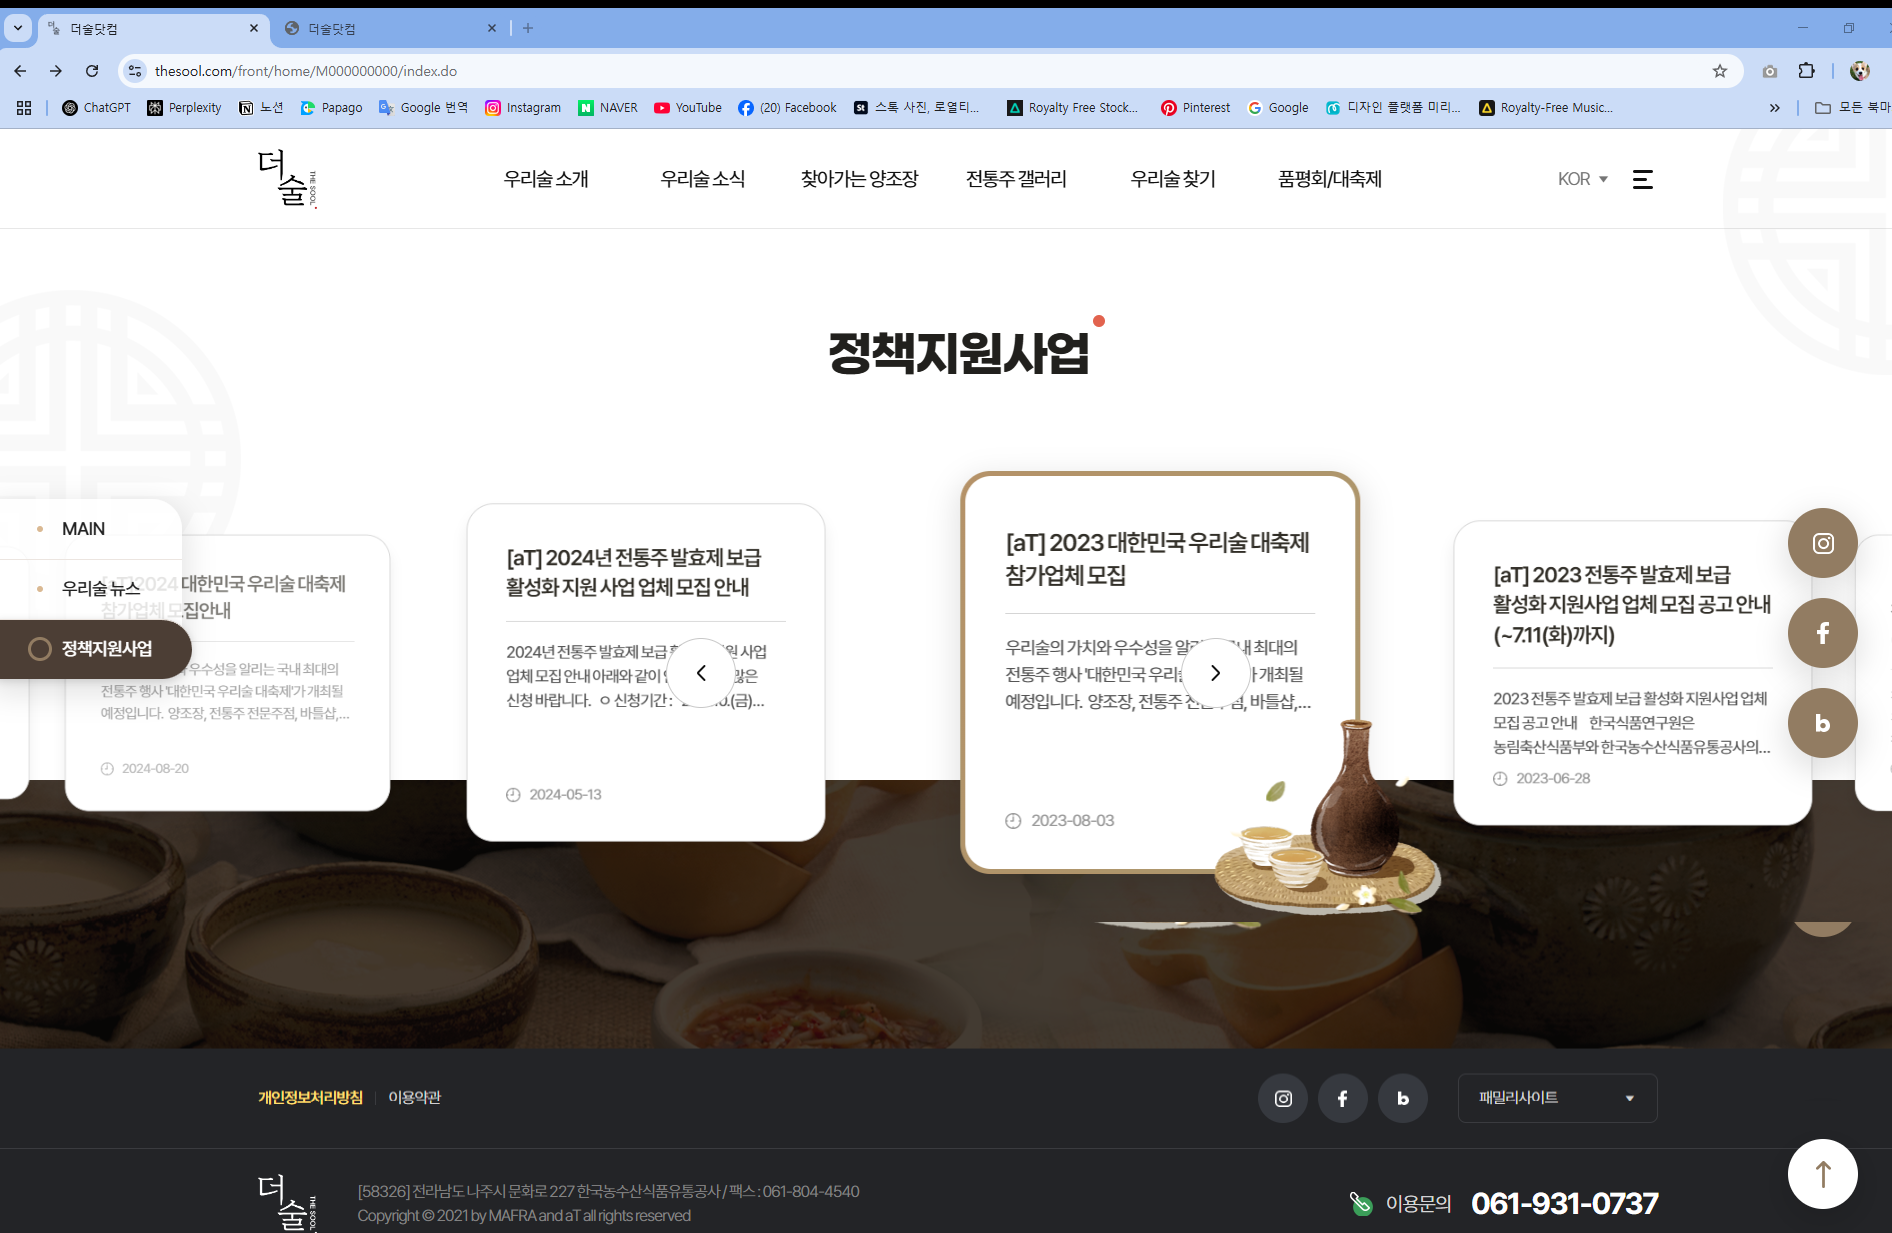 더술닷컴
더술닷컴
thesool.com/front/home/M000000000/index.do
ChatGPT
Perplexity
노션
Papago
Google 번역
Instagram
NAVER
YouTube
(20) Facebook
스톡 사진, 로열티...
Royalty Free Stock...
Pinterest
Google
디자인 플랫폼 미리...
Royalty-Free Music...
모든 북마
더술 THE SOOL
우리술 소개
우리술 소식
찾아가는 양조장
전통주 갤러리
우리술 찾기
품평회/대축제
KOR
정책지원사업
MAIN
우리술 뉴스
정책지원사업
[aT] 2024 대한민국 우리술 대축제
참가업체 모집안내
우수성을 알리는 국내 최대의
전통주 행사 '대한민국 우리술 대축제'가 개최될
예정입니다. 양조장, 전통주 전문주점, 바틀샵,...
2024-08-20
[aT] 2024년 전통주 발효제 보급
활성화 지원 사업 업체 모집 안내
2024년 전통주 발효제 보급 사업
업체 모집 안내 아래와 같이 많은
신청 바랍니다. ㅇ 신청기간 : (금)...
2024-05-13
[aT] 2023 대한민국 우리술 대축제
참가업체 모집
우리술의 가치와 우수성을 최대의
전통주 행사 '대한민국 개최될
예정입니다. 양조장, 전통주 바틀샵,...
2023-08-03
[aT] 2023 전통주 발효제 보급
활성화 지원사업 업체 모집 공고 안내
(~7.11(화)까지)
2023 전통주 발효제 보급 활성화 지원사업 업체
모집 공고 안내 한국식품연구원은
농림축산식품부와 한국농수산식품유통공사의...
2023-06-28
개인정보처리방침
이용약관
패밀리사이트
더술 THE SOOL
[58326] 전라남도 나주시 문화로 227 한국농수산식품유통공사 / 팩스 : 061-804-4540
Copyright © 2021 by MAFRA and aT all rights reserved
이용문의 061-931-0737